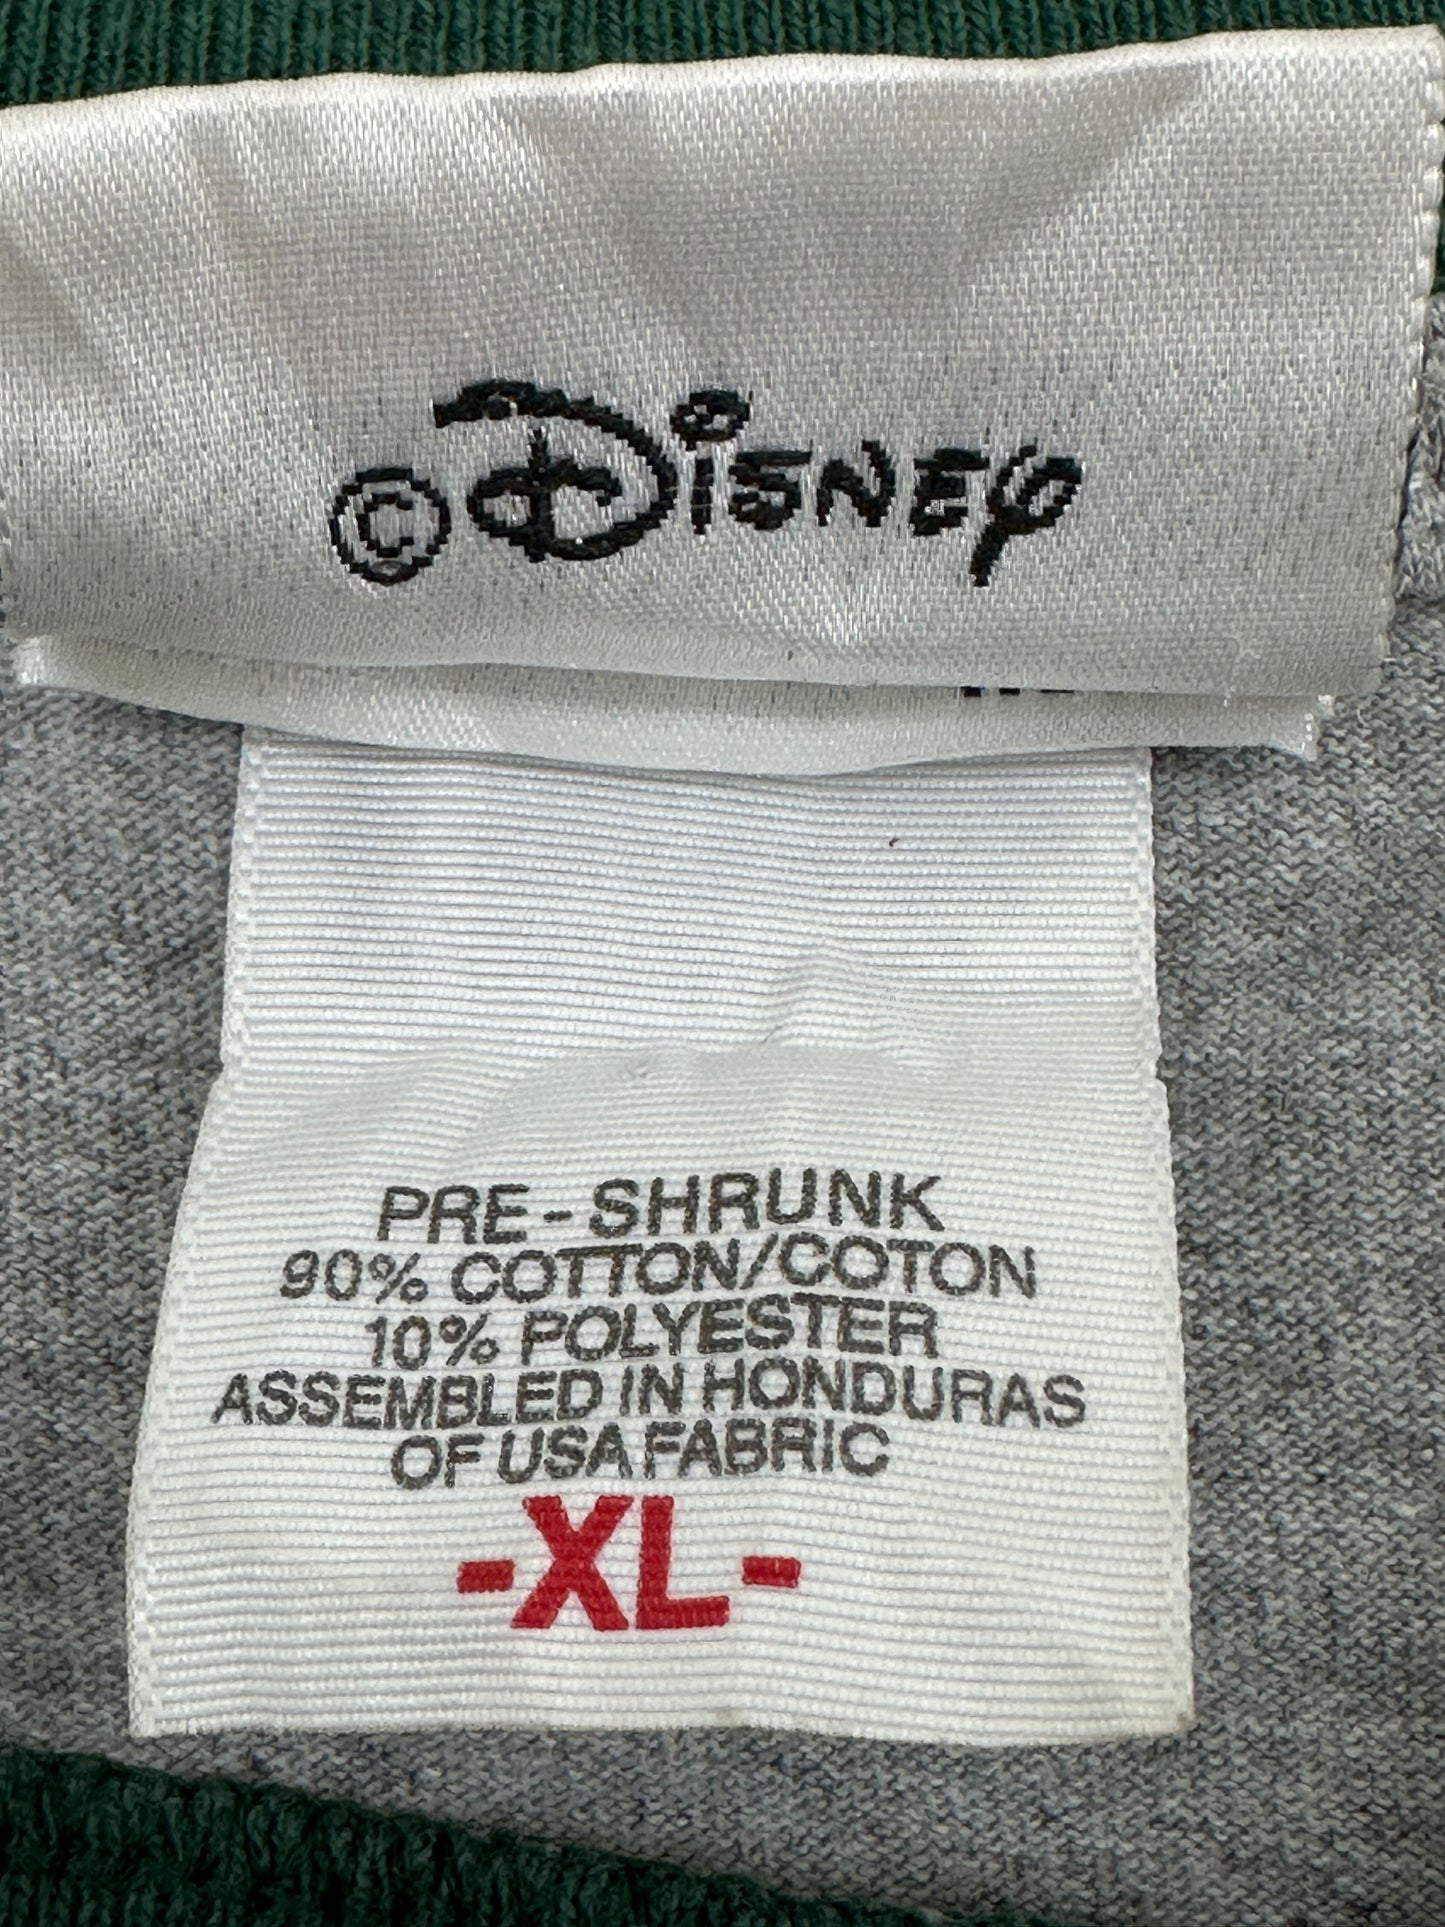 © Disney
PRE-SHRUNK
90% COTTON/COTON
10% POLYESTER
ASSEMBLED IN HONDURAS
OF USA FABRIC
-XL-